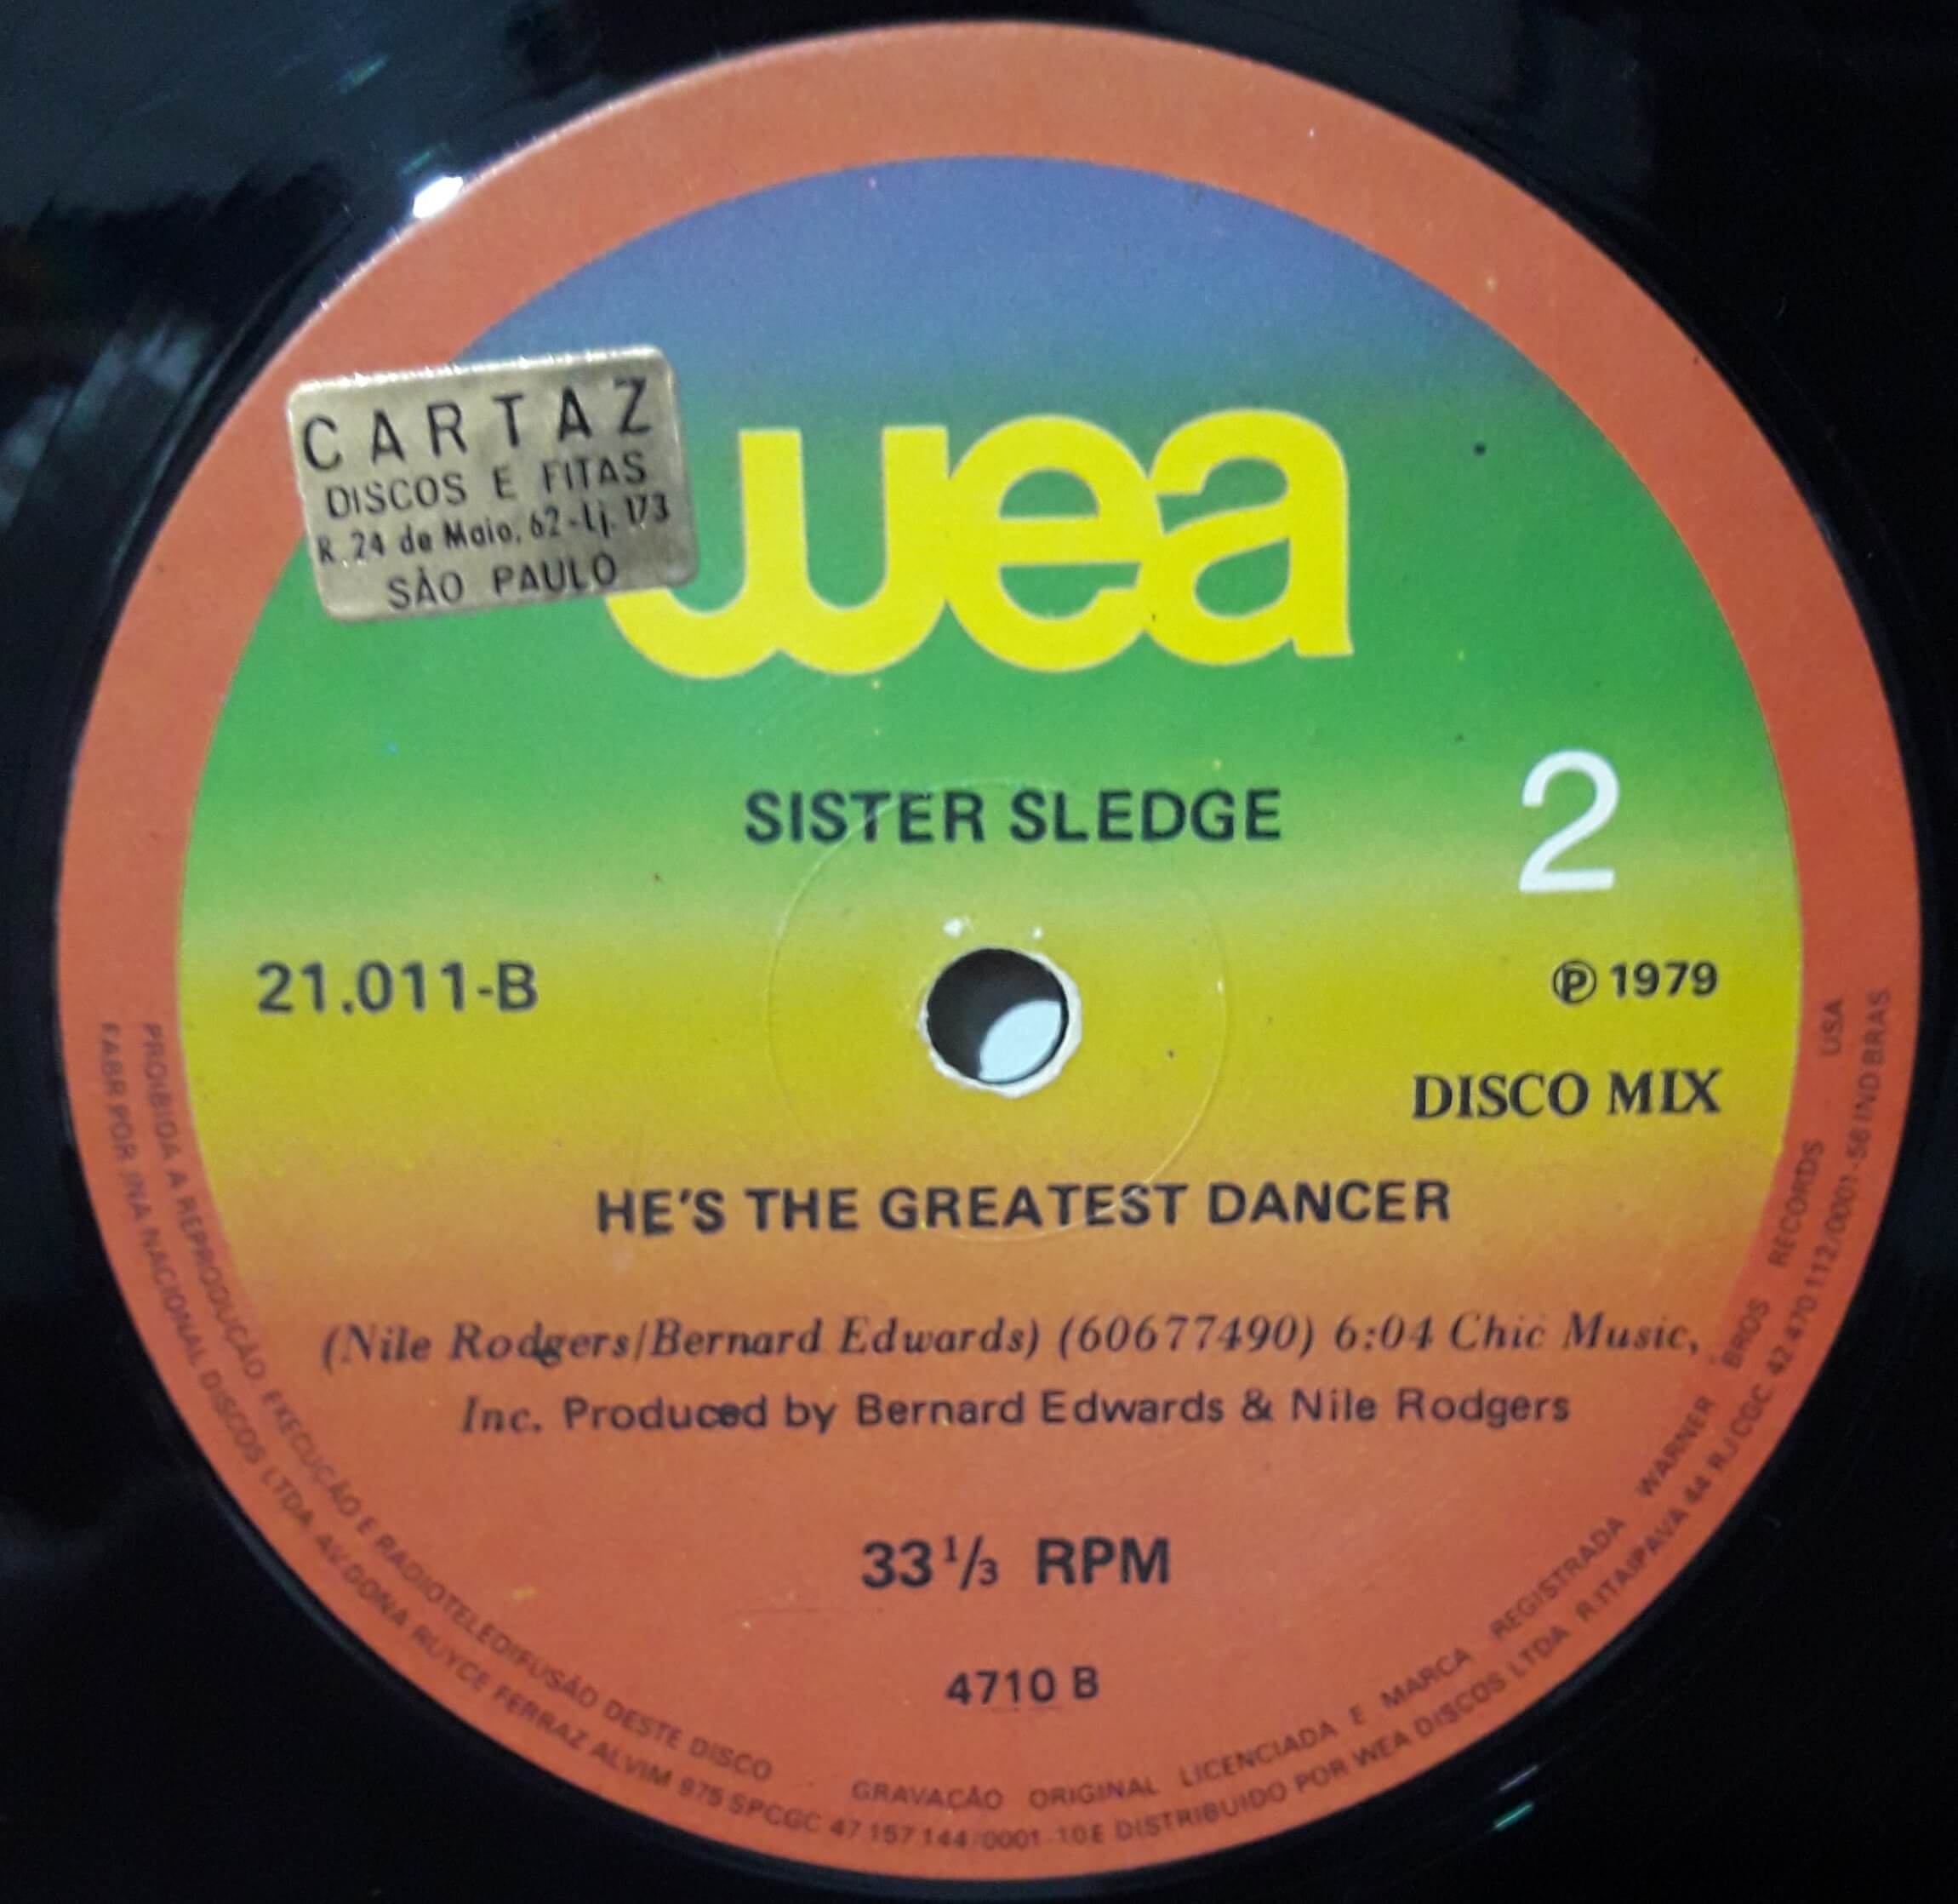 CARTAZ
DISCOS E FITAS
R. 24 de Maio, 62-Lj. 173
SÃO PAULO
wea
SISTER SLEDGE
2
21.011-B
℗ 1979
DISCO MIX
HE'S THE GREATEST DANCER
(Nile Rodgers/Bernard Edwards) (60677490) 6:04 Chic Music,
Inc. Produced by Bernard Edwards & Nile Rodgers
33 1/3 RPM
4710 B
PROIBIDA A REPRODUÇÃO, EXECUÇÃO E RADIOTELEDIFUSÃO DESTE DISCO GRAVAÇÃO ORIGINAL LICENCIADA E MARCA REGISTRADA WARNER BROS RECORDS USA
FABR POR INA NACIONAL DISCOS LTDA AV DONA RUYCE FERRAZ ALVIM 975 SPCGC 47 157 144/0001-10 E DISTRIBUIDO POR WEA DISCOS LTDA R.ITAIPAVA 44 RJ CGC 42.470 112/0001-56 IND BRAS